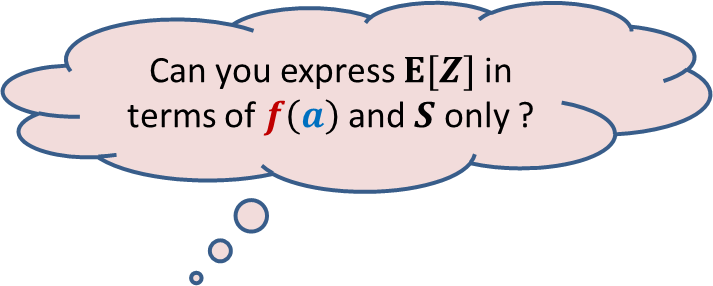 Can you express E[Z] in
terms of f(a) and S only ?